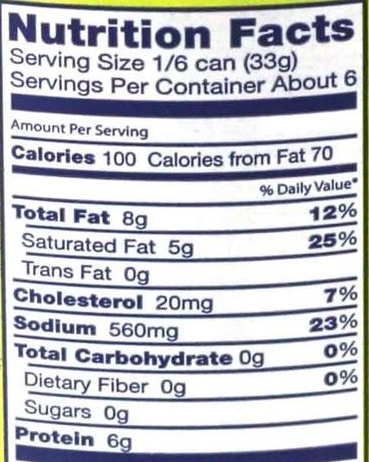 Nutrition Facts
Serving Size 1/6 can (33g)
Servings Per Container About 6
Amount Per Serving
Calories 100 Calories from Fat 70
% Daily Value*
Total Fat 8g 12%
Saturated Fat 5g 25%
Trans Fat 0g
Cholesterol 20mg 7%
Sodium 560mg 23%
Total Carbohydrate 0g 0%
Dietary Fiber 0g 0%
Sugars 0g
Protein 6g